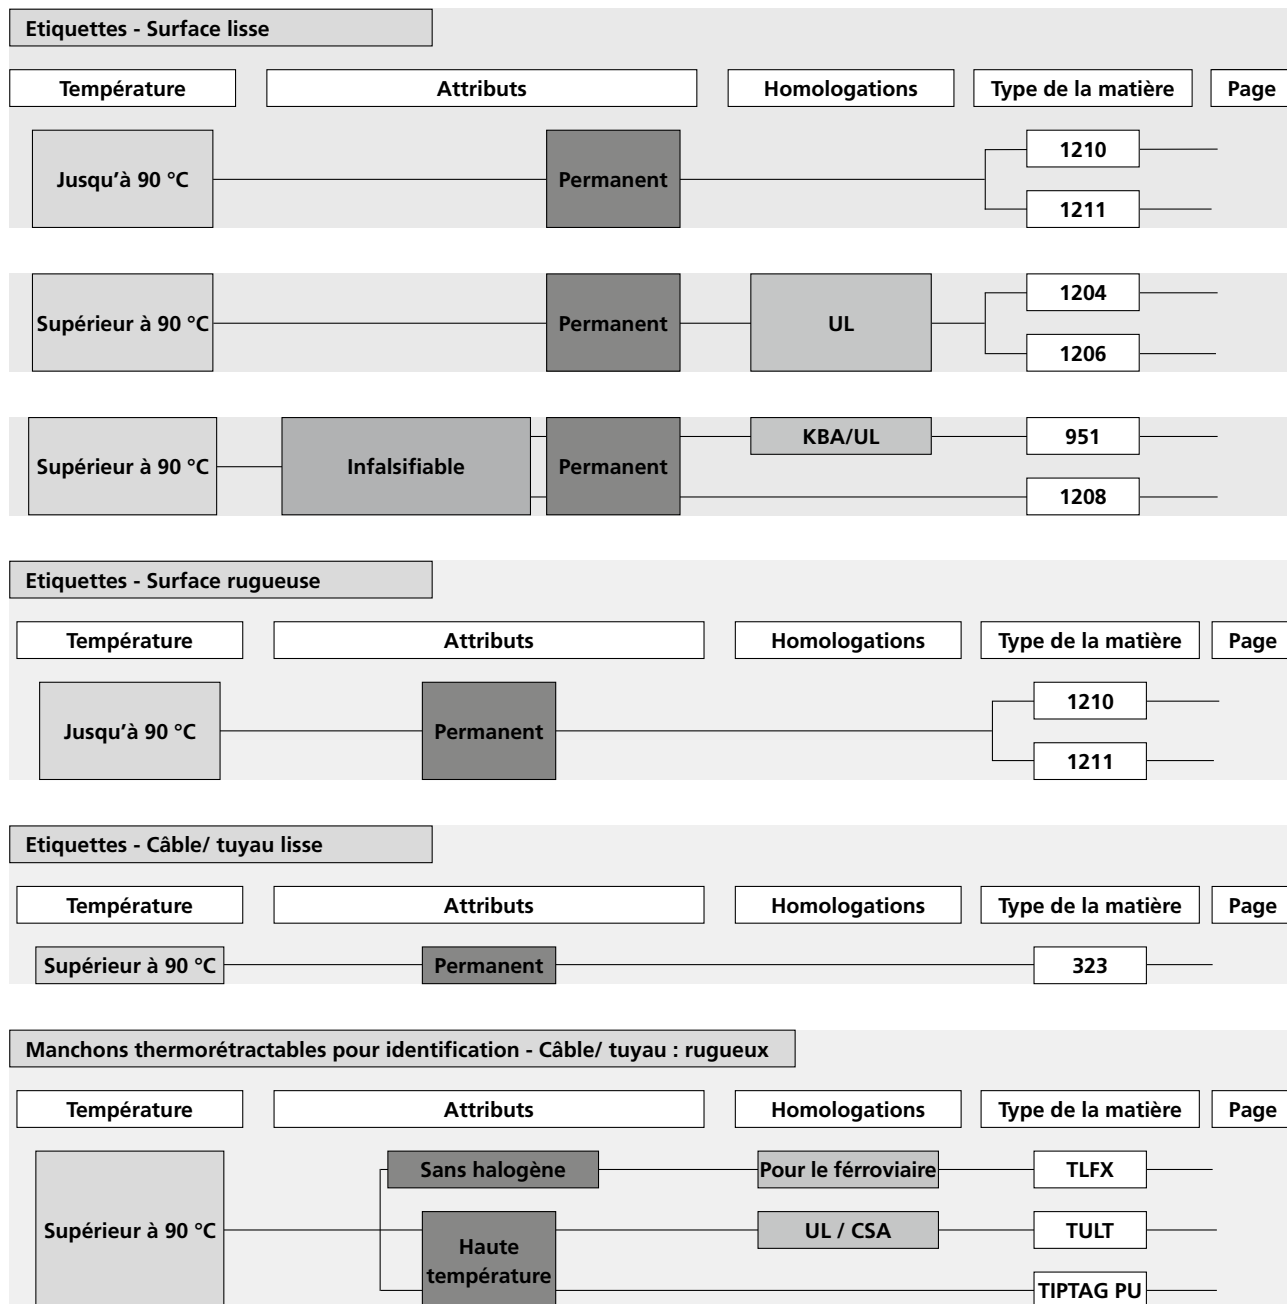 Etiquettes - Surface lisse
Température Attributs Homologations Type de la matière Page
1210
Jusqu’à 90 °C Permanent
1211
1204
Supérieur à 90 °C Permanent UL
1206
KBA/UL 951
Supérieur à 90 °C Infalsifiable Permanent
1208
Etiquettes - Surface rugueuse
Température Attributs Homologations Type de la matière Page
1210
Jusqu’à 90 °C Permanent
1211
Etiquettes - Câble/ tuyau lisse
Température Attributs Homologations Type de la matière Page
Supérieur à 90 °C Permanent 323
Manchons thermorétractables pour identification - Câble/ tuyau : rugueux
Température Attributs Homologations Type de la matière Page
Sans halogène Pour le férroviaire TLFX
Supérieur à 90 °C UL / CSA TULT
Haute
température
TIPTAG PU